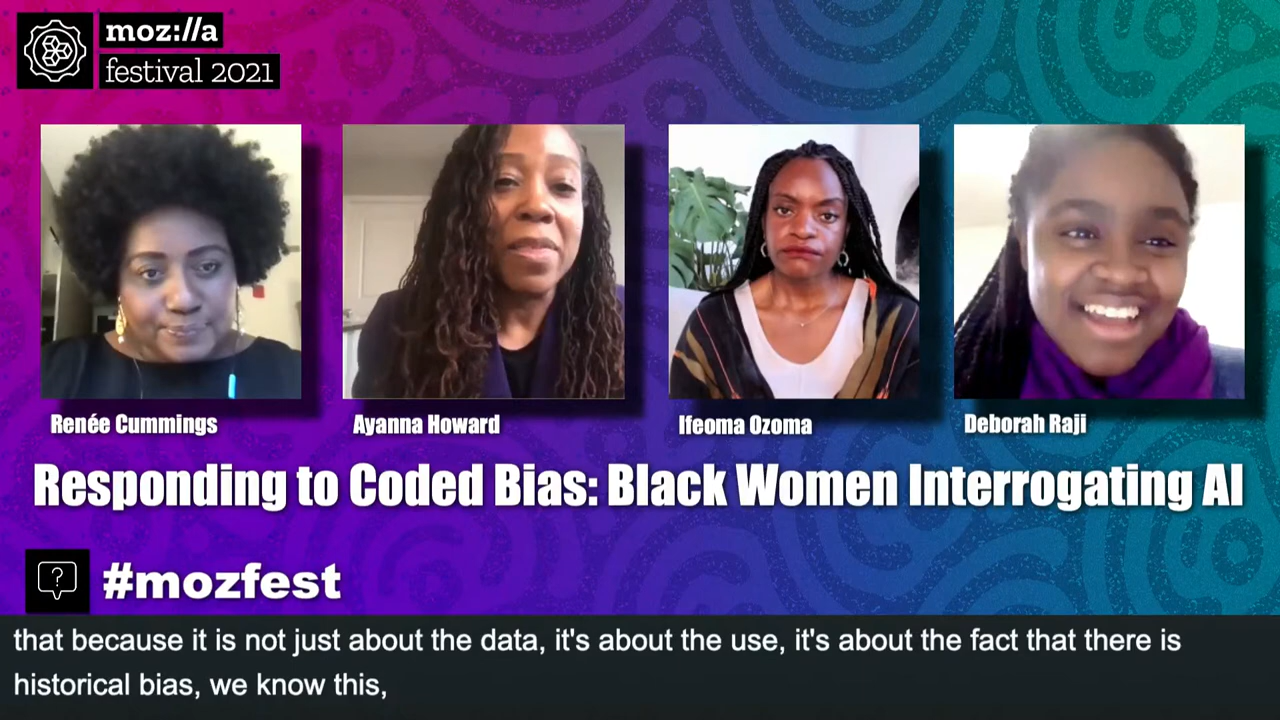 moz://a
festival 2021
Renée Cummings
Ayanna Howard
Ifeoma Ozoma
Deborah Raji
Responding to Coded Bias: Black Women Interrogating AI
?
#mozfest
that because it is not just about the data, it's about the use, it's about the fact that there is
historical bias, we know this,